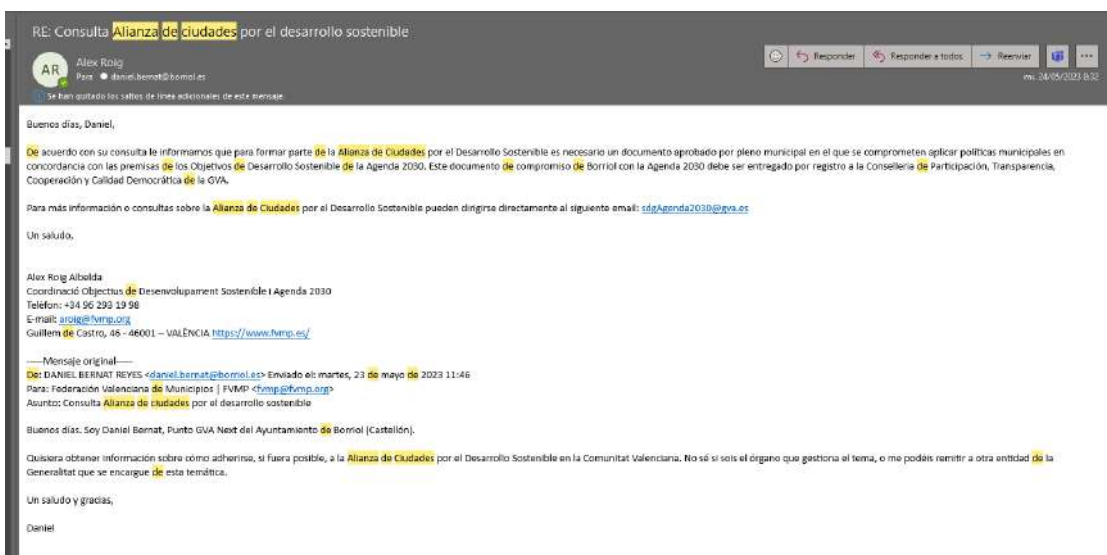 RE: Consulta Alianza de ciudades por el desarrollo sostenible
AR
Alex Roig
Para daniel.bernat@borriol.es
Responder
Responder a todos
Reenviar
mi. 24/05/2023 8:32
Se han quitado los saltos de línea adicionales de este mensaje.
Buenos días, Daniel,
De acuerdo con su consulta le informamos que para formar parte de la Alianza de Ciudades por el Desarrollo Sostenible es necesario un documento aprobado por pleno municipal en el que se comprometen aplicar políticas municipales en
concordancia con las premisas de los Objetivos de Desarrollo Sostenible de la Agenda 2030. Este documento de compromiso de Borriol con la Agenda 2030 debe ser entregado por registro a la Conselleria de Participación, Transparencia,
Cooperación y Calidad Democrática de la GVA.
Para más información o consultas sobre la Alianza de Ciudades por el Desarrollo Sostenible pueden dirigirse directamente al siguiente email: sdgAgenda2030@gva.es
Un saludo,
Alex Roig Albelda
Coordinació Objectius de Desenvolupament Sostenible i Agenda 2030
Telèfon: +34 96 293 19 98
E-mail: aroig@fvmp.org
Guillem de Castro, 46 - 46001 – VALÈNCIA https://www.fvmp.es/
-----Mensaje original-----
De: DANIEL BERNAT REYES <daniel.bernat@borriol.es> Enviado el: martes, 23 de mayo de 2023 11:46
Para: Federación Valenciana de Municipios | FVMP <fvmp@fvmp.org>
Asunto: Consulta Alianza de ciudades por el desarrollo sostenible
Buenos días. Soy Daniel Bernat, Punto GVA Next del Ayuntamiento de Borriol (Castellón).
Quisiera obtener información sobre cómo adherirse, si fuera posible, a la Alianza de Ciudades por el Desarrollo Sostenible en la Comunitat Valenciana. No sé si sois el órgano que gestiona el tema, o me podéis remitir a otra entidad de la
Generalitat que se encargue de esta temática.
Un saludo y gracias,
Daniel